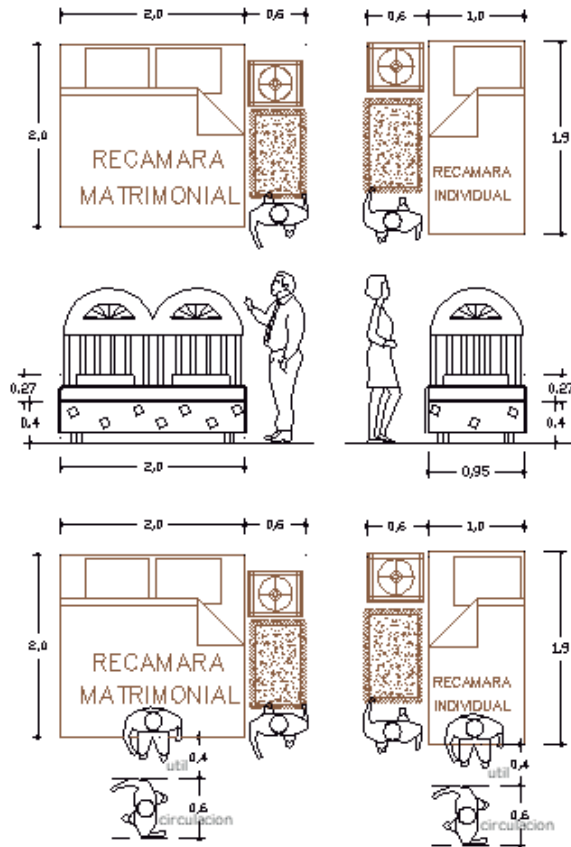 2,0 0,6 0,6 1,0
2,0 1,9
RECAMARA
MATRIMONIAL
RECAMARA
INDIVIDUAL
0,27 0,27
0,4 0,4
2,0 0,95
2,0 0,6 0,6 1,0
2,0 1,9
RECAMARA
MATRIMONIAL
RECAMARA
INDIVIDUAL
util 0,4 util 0,4
circulacion 0,6 circulacion 0,6